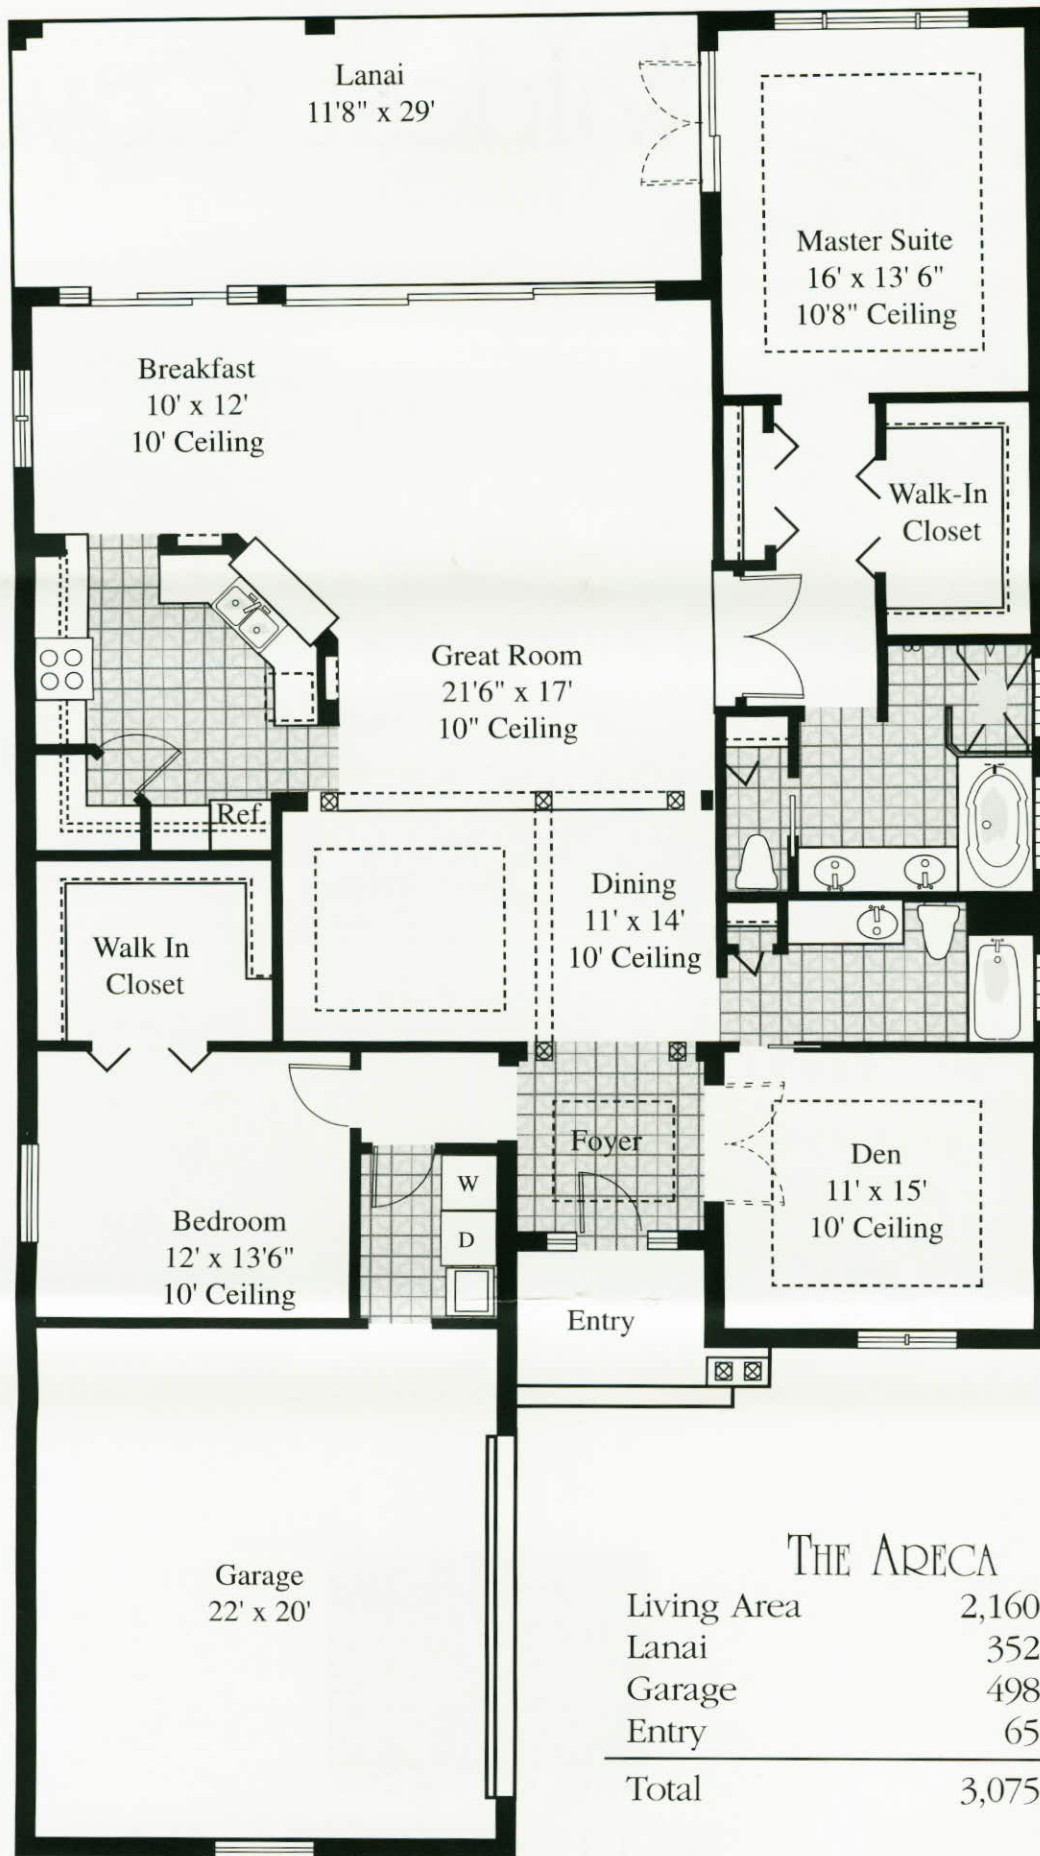 Lanai
11'8" x 29'
Master Suite
16' x 13' 6"
10'8" Ceiling
Breakfast
10' x 12'
10' Ceiling
Walk-In
Closet
Great Room
21'6" x 17'
10" Ceiling
Ref.
Dining
11' x 14'
10' Ceiling
Walk In
Closet
Foyer
W
D
Den
11' x 15'
10' Ceiling
Bedroom
12' x 13'6"
10' Ceiling
Entry
Garage
22' x 20'
THE ARECA
Living Area 2,160
Lanai 352
Garage 498
Entry 65
Total 3,075